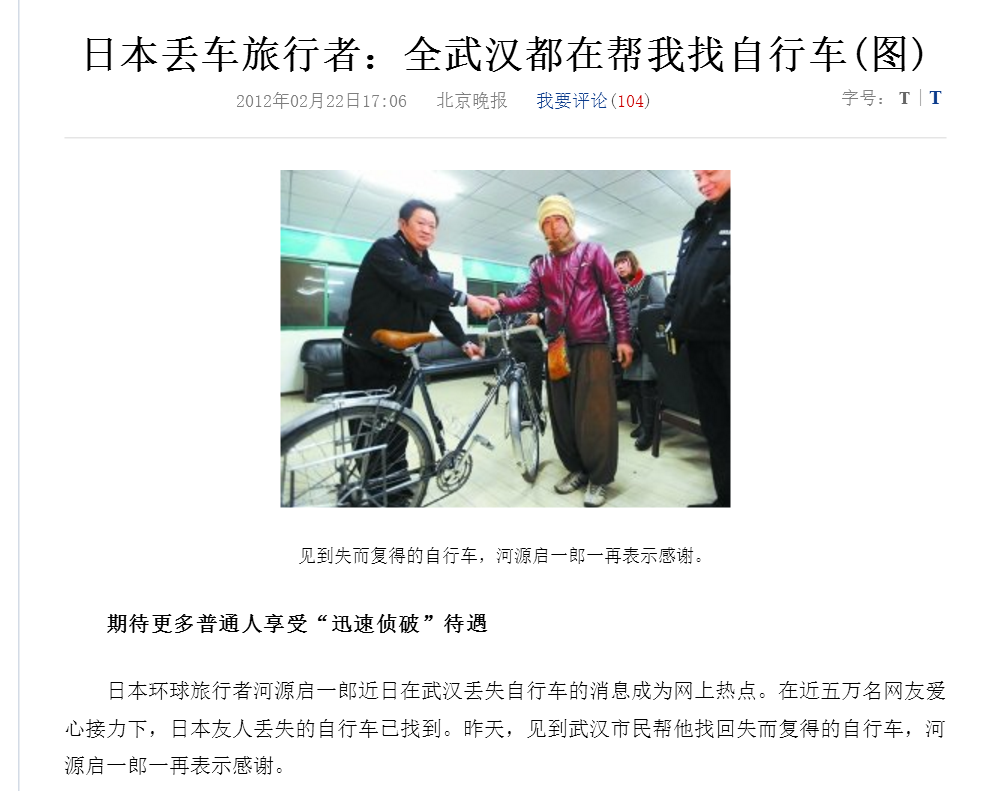 日本丢车旅行者：全武汉都在帮我找自行车(图)
2012年02月22日17:06 北京晚报 我要评论(104) 字号：T|T
见到失而复得的自行车，河源启一郎一再表示感谢。
期待更多普通人享受“迅速侦破”待遇
日本环球旅行者河源启一郎近日在武汉丢失自行车的消息成为网上热点。在近五万名网友爱
心接力下，日本友人丢失的自行车已找到。昨天，见到武汉市民帮他找回失而复得的自行车，河
源启一郎一再表示感谢。